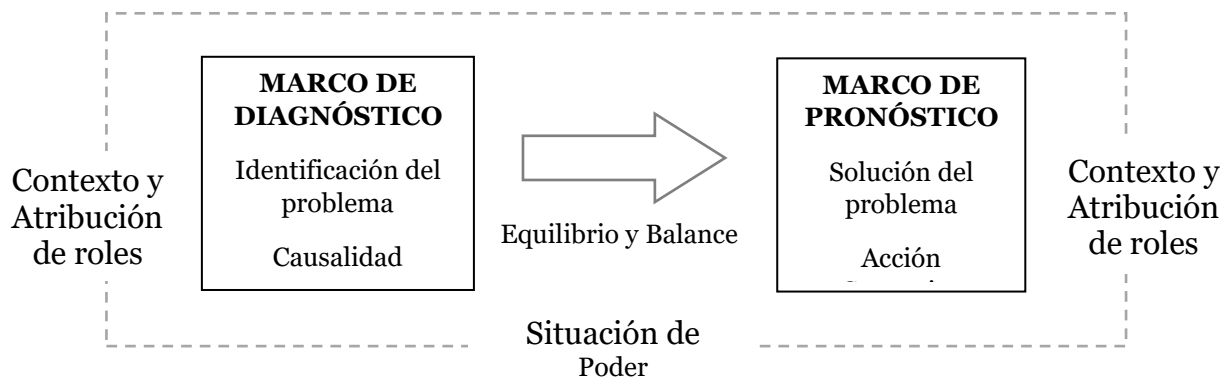 MARCO DE
DIAGNÓSTICO
Identificación del
problema
Causalidad
MARCO DE
PRONÓSTICO
Solución del
problema
Acción
Contexto y
Atribución
de roles
Equilibrio y Balance
Contexto y
Atribución
de roles
Situación de
Poder